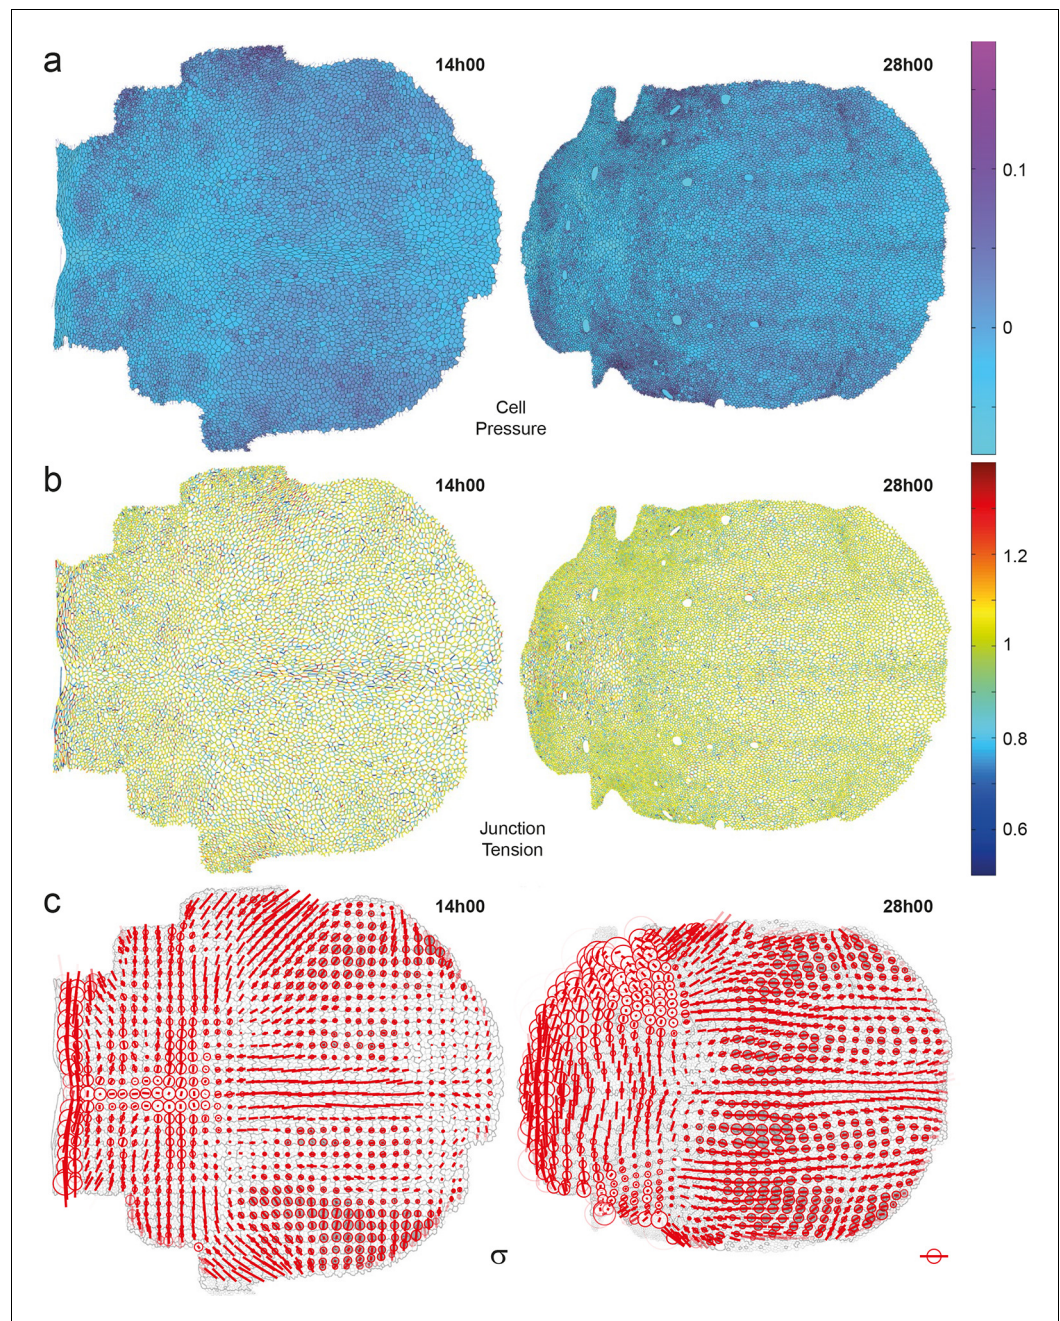 a
14h00
28h00
0.1
0
Cell
Pressure
b
14h00
28h00
1.2
1
0.8
0.6
Junction
Tension
c
14h00
28h00
σ